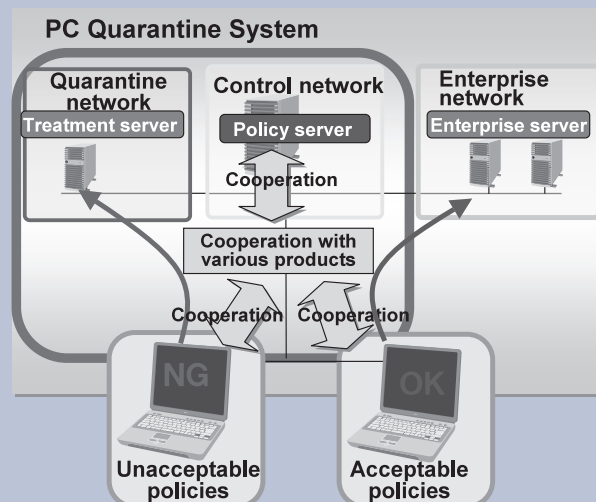 PC Quarantine System
Quarantine
network
Treatment server
Control network
Policy server
Enterprise
network
Enterprise server
Cooperation
Cooperation with
various products
Cooperation
Cooperation
NG
OK
Unacceptable
policies
Acceptable
policies